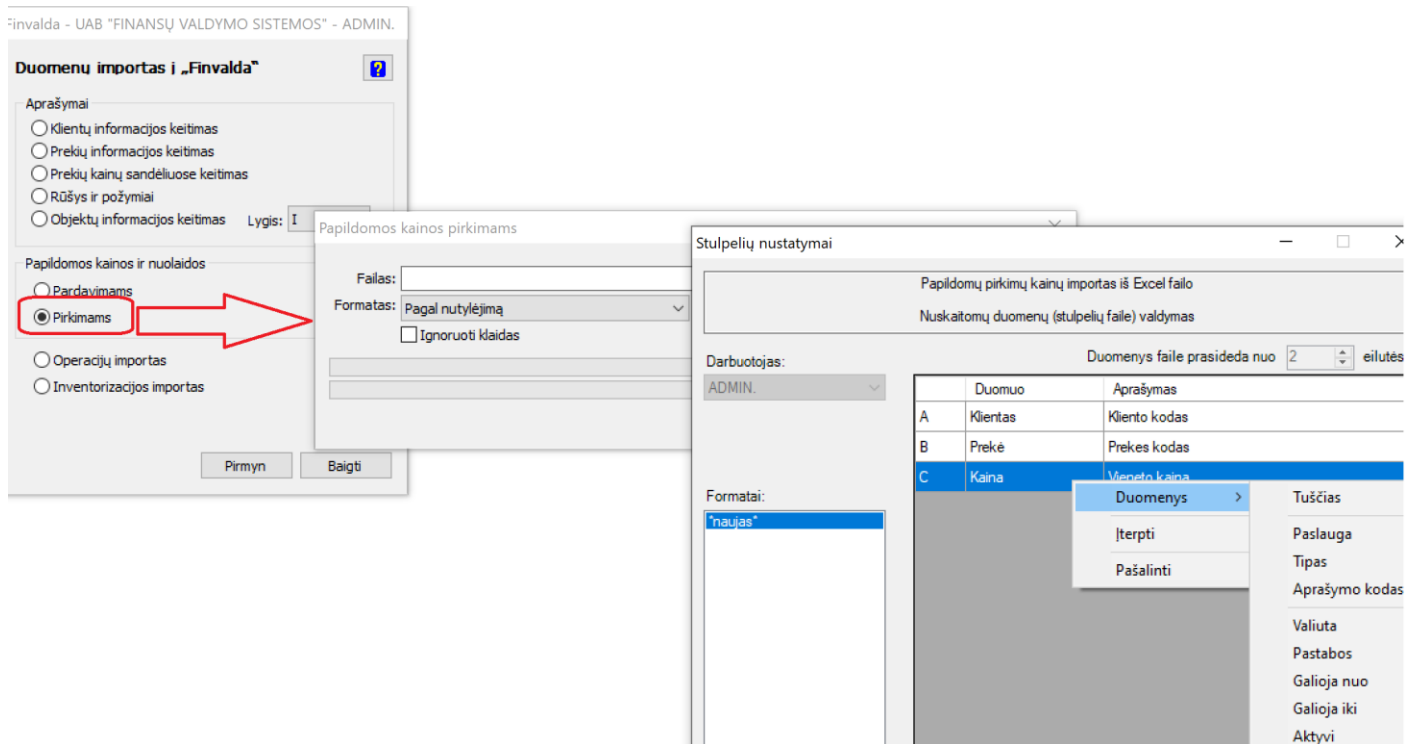 Finvalda - UAB "FINANSŲ VALDYMO SISTEMOS" - ADMIN.
Duomenų importas į „Finvalda"
?
Aprašymai
Klientų informacijos keitimas
Prekių informacijos keitimas
Prekių kainų sandėliuose keitimas
Rūšys ir požymiai
Objektų informacijos keitimas Lygis: I
Papildomos kainos ir nuolaidos
Pardavimams
Pirkimams
Operacijų importas
Inventorizacijos importas
Pirmyn Baigti
Papildomos kainos pirkimams
Failas:
Formatas: Pagal nutylėjimą
Ignoruoti klaidas
Stulpelių nustatymai
Papildomų pirkimų kainų importas iš Excel failo
Nuskaitomų duomenų (stulpelių faile) valdymas
Darbuotojas:
ADMIN.
Duomenys faile prasideda nuo 2 eilutės
Duomuo Aprašymas
A Klientas Kliento kodas
B Prekė Prekes kodas
C Kaina Vieneto kaina
Formatai:
"naujas"
Duomenys
Įterpti
Pašalinti
Tuščias
Paslauga
Tipas
Aprašymo kodas
Valiuta
Pastabos
Galioja nuo
Galioja iki
Aktyvi